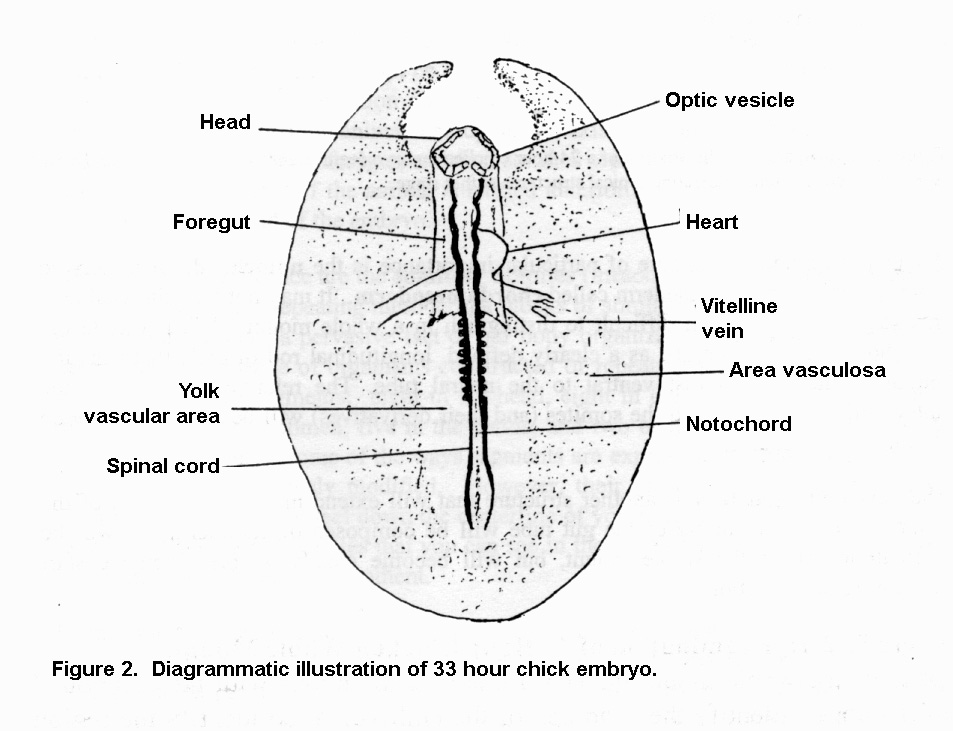 Optic vesicle
Head
Foregut
Heart
Vitelline
vein
Area vasculosa
Yolk
vascular area
Notochord
Spinal cord
Figure 2. Diagrammatic illustration of 33 hour chick embryo.